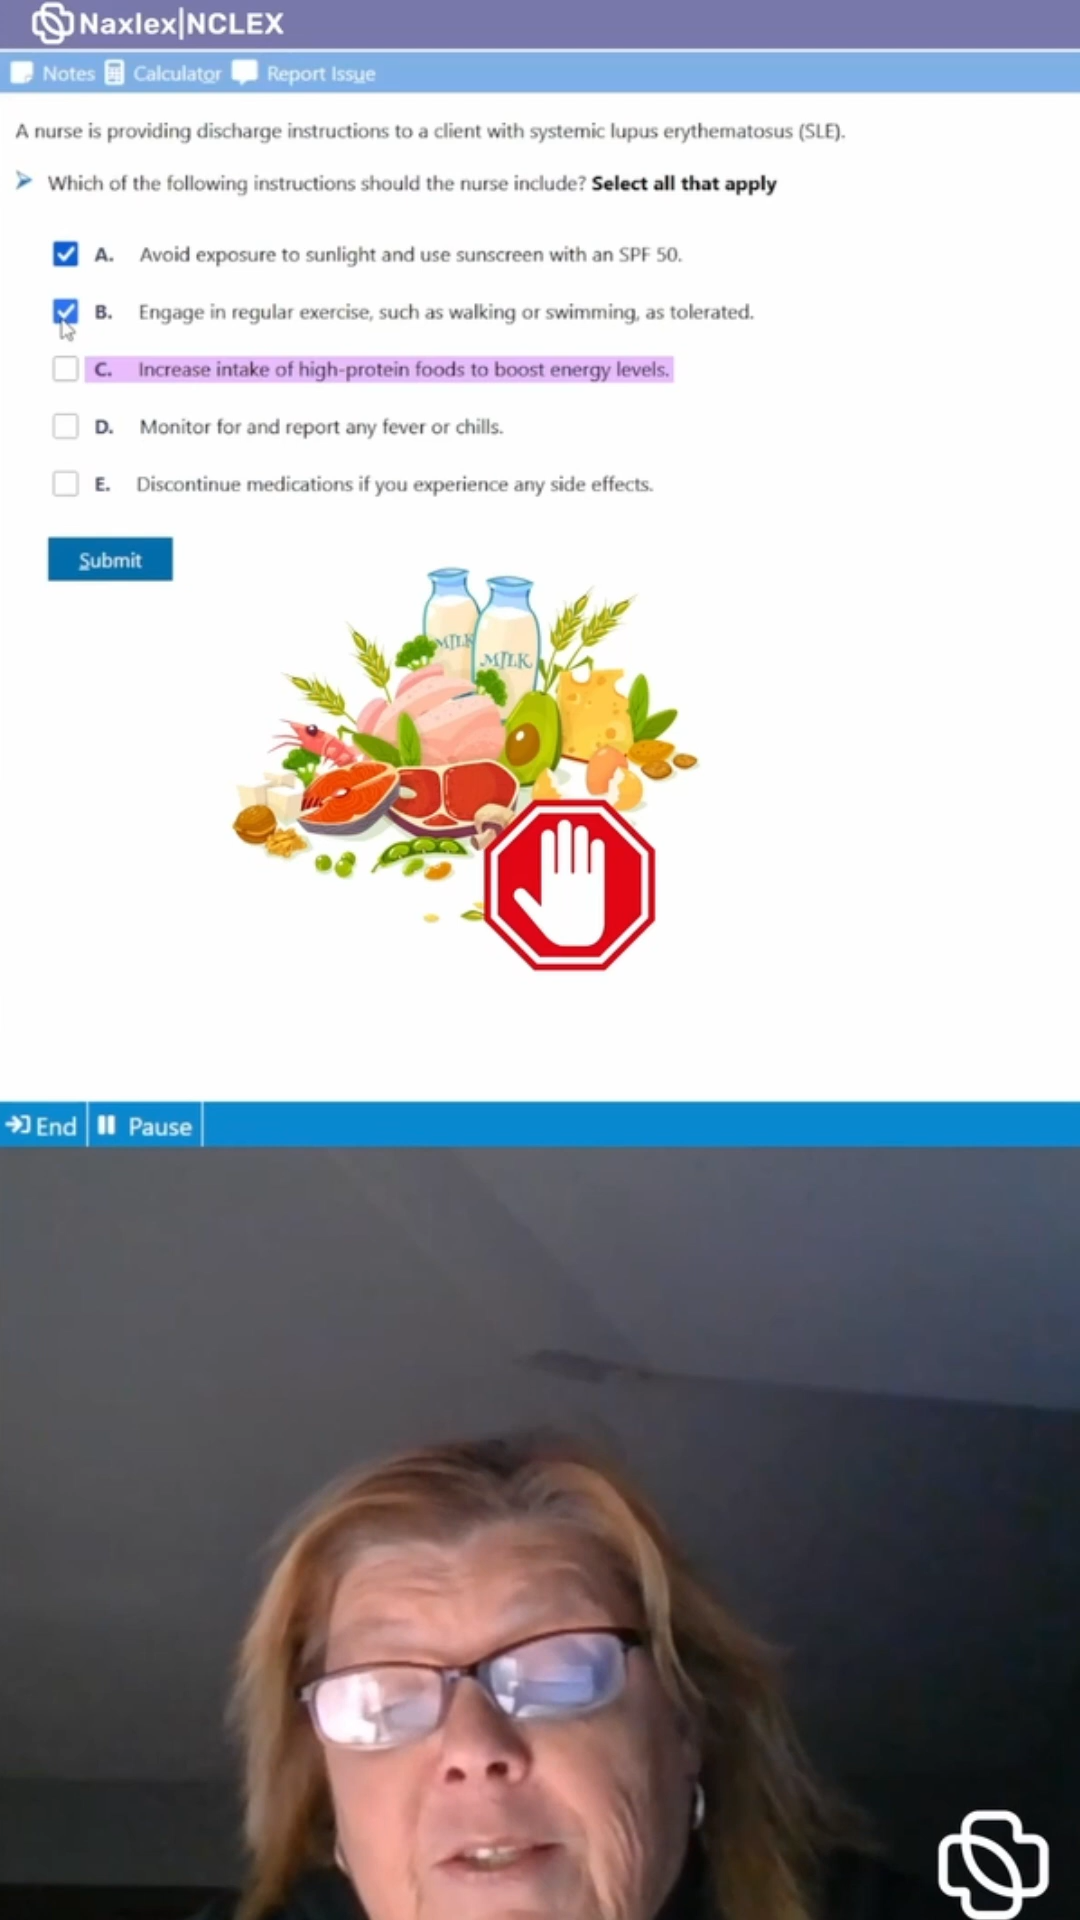 Naxlex|NCLEX
Notes Calculator Report Issue
A nurse is providing discharge instructions to a client with systemic lupus erythematosus (SLE).
Which of the following instructions should the nurse include? Select all that apply
A. Avoid exposure to sunlight and use sunscreen with an SPF 50.
B. Engage in regular exercise, such as walking or swimming, as tolerated.
C. Increase intake of high-protein foods to boost energy levels.
D. Monitor for and report any fever or chills.
E. Discontinue medications if you experience any side effects.
Submit
MILK
MILK
End Pause